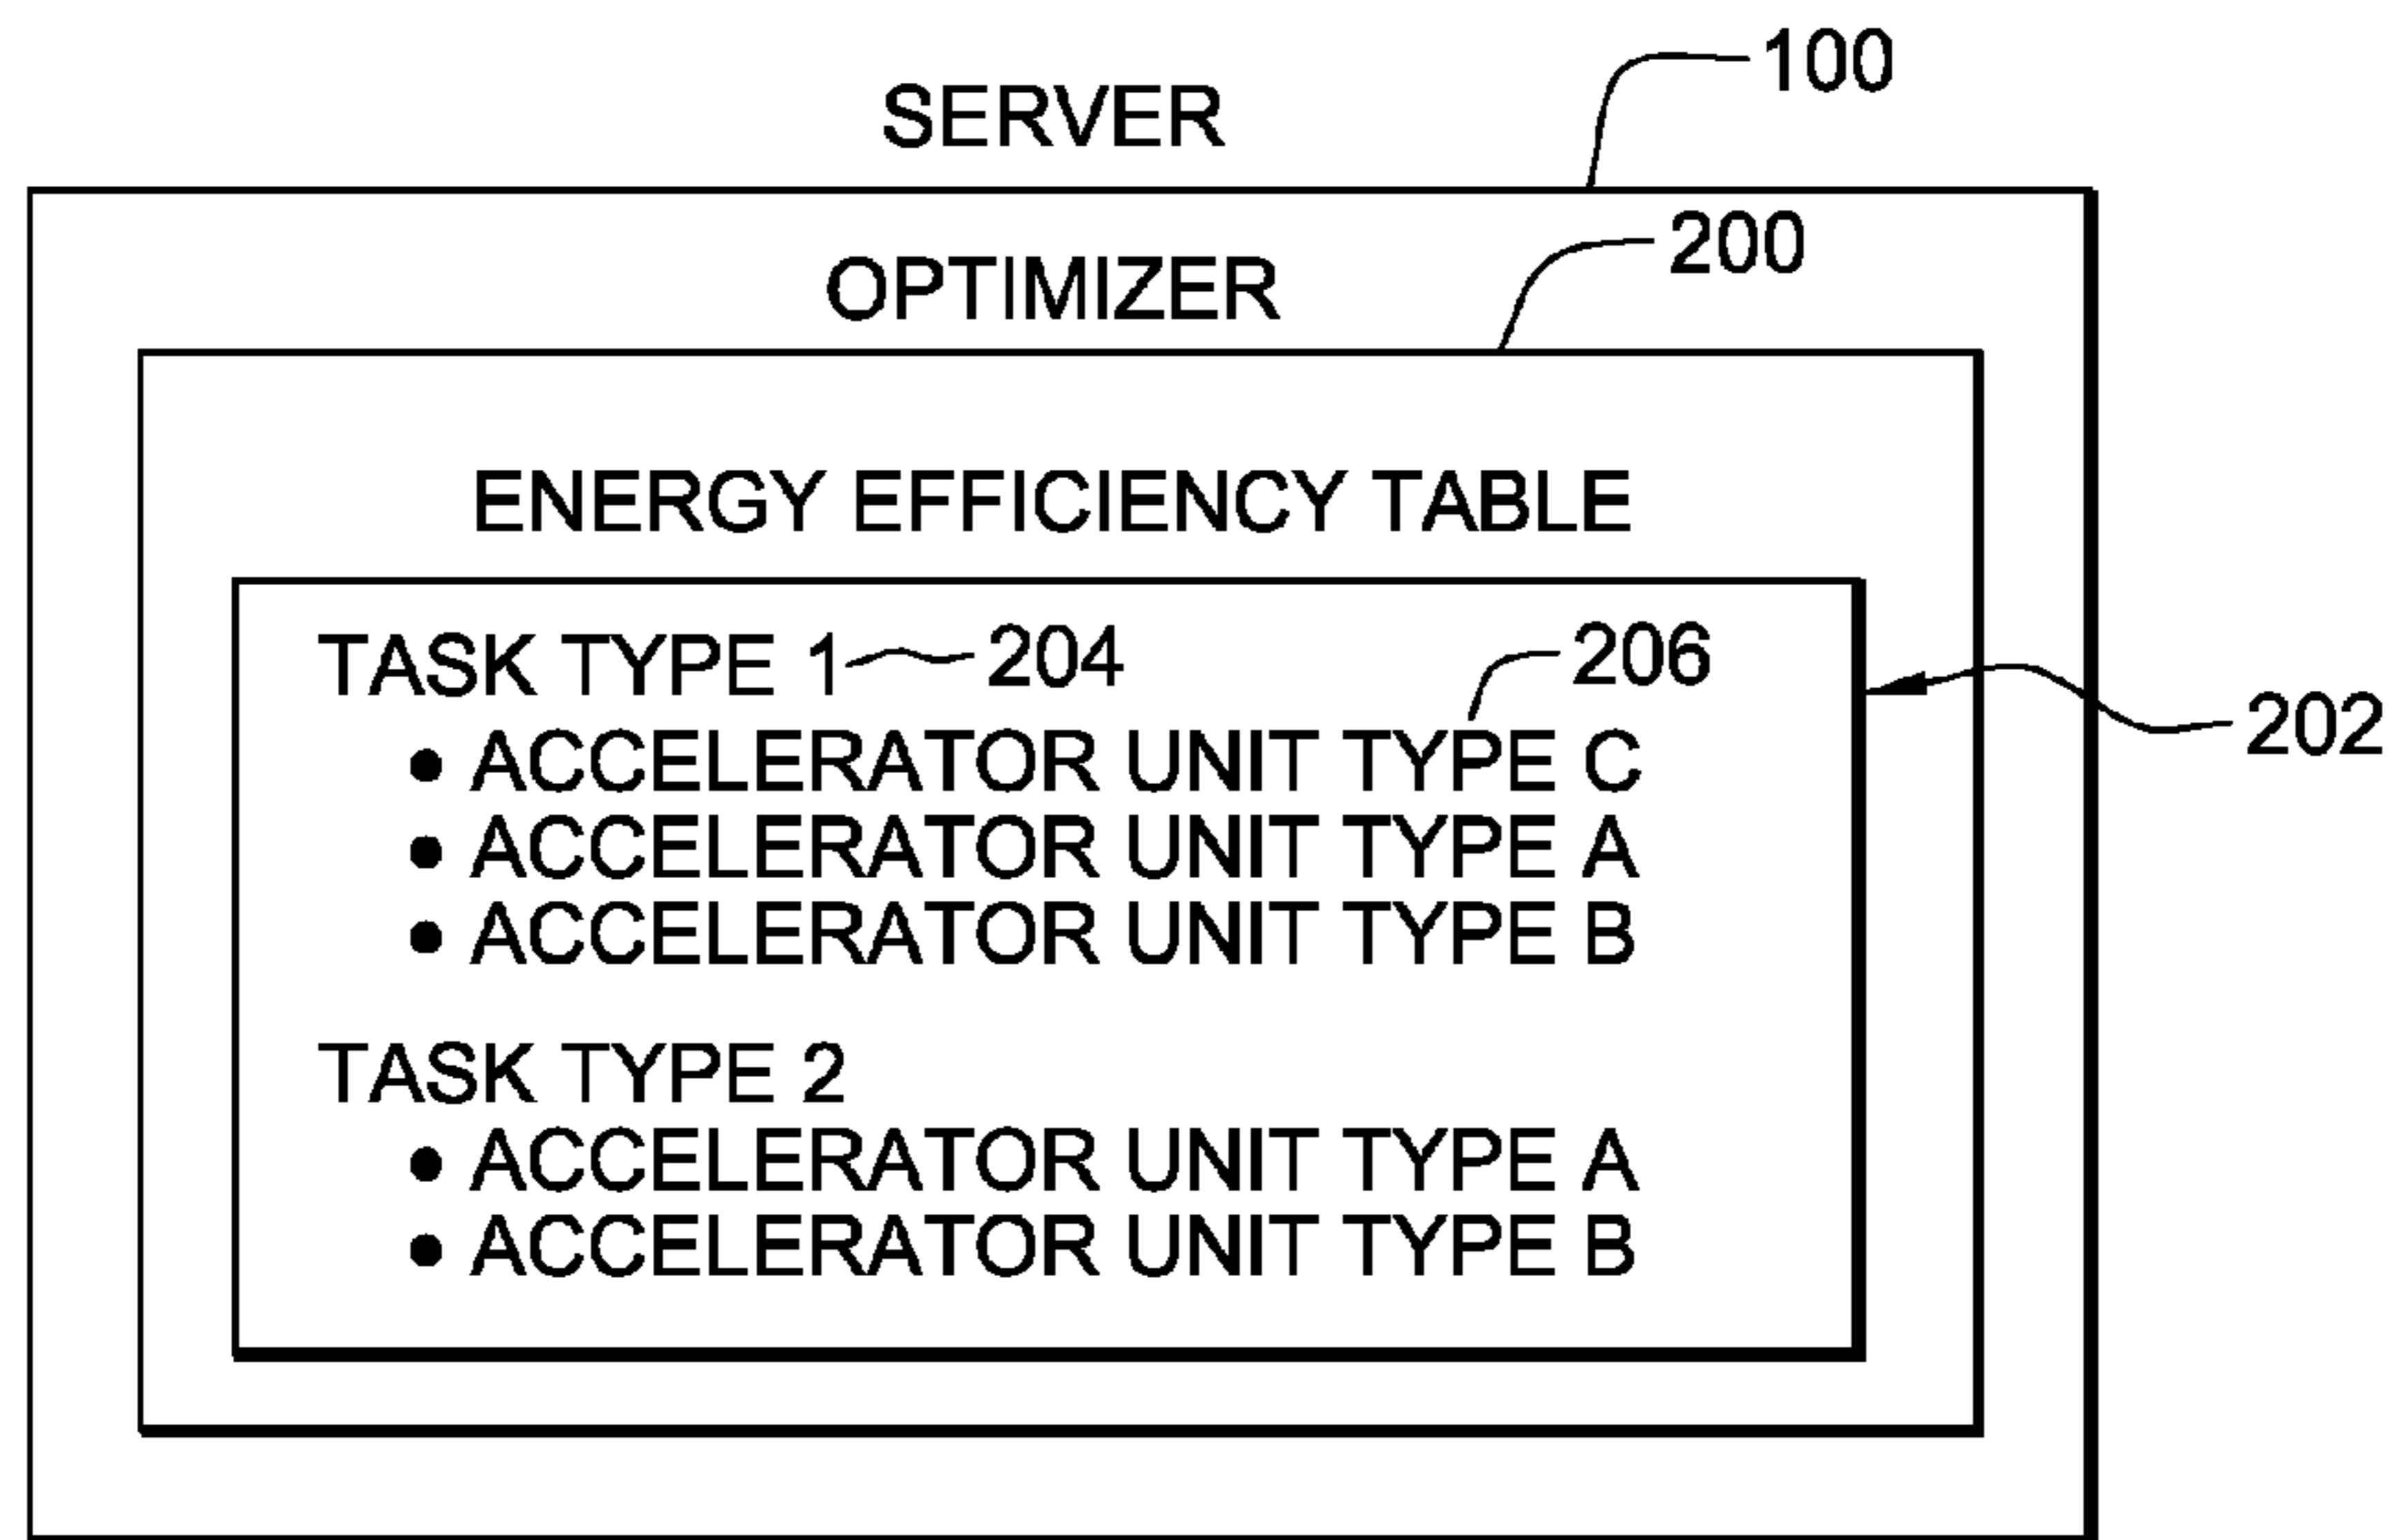 100
SERVER
200
OPTIMIZER
ENERGY EFFICIENCY TABLE
TASK TYPE 1 204 206
• ACCELERATOR UNIT TYPE C
202
• ACCELERATOR UNIT TYPE A
• ACCELERATOR UNIT TYPE B
TASK TYPE 2
• ACCELERATOR UNIT TYPE A
• ACCELERATOR UNIT TYPE B